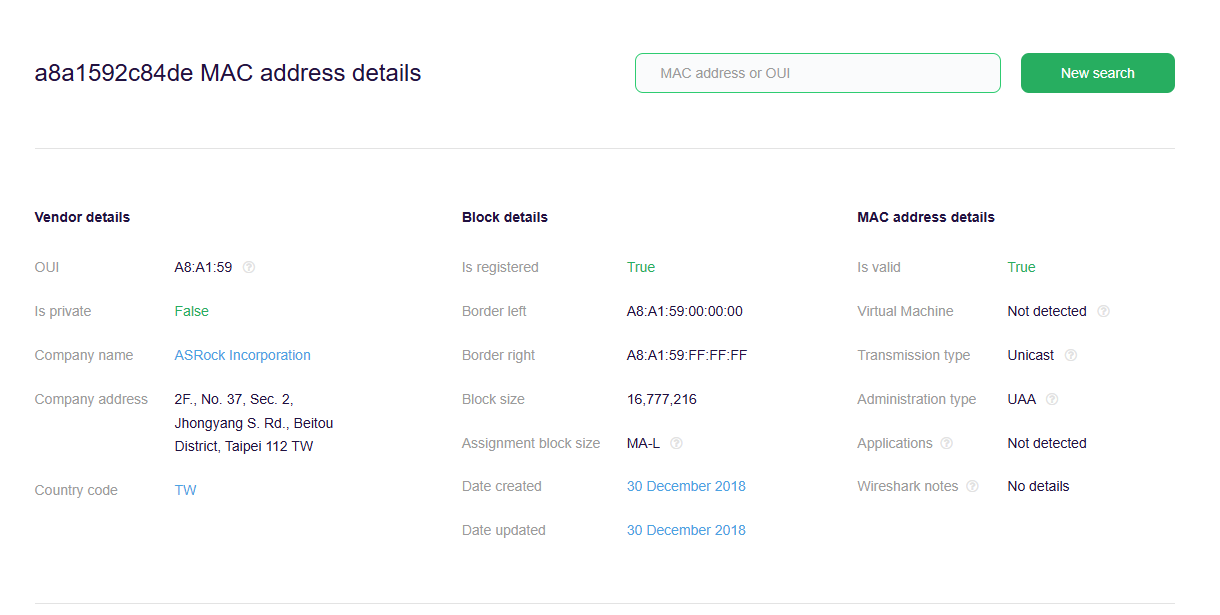 a8a1592c84de MAC address details
MAC address or OUI
New search
Vendor details
OUI A8:A1:59
Is private False
Company name ASRock Incorporation
Company address 2F., No. 37, Sec. 2,
Jhongyang S. Rd., Beitou
District, Taipei 112 TW
Country code TW
Block details
Is registered True
Border left A8:A1:59:00:00:00
Border right A8:A1:59:FF:FF:FF
Block size 16,777,216
Assignment block size MA-L
Date created 30 December 2018
Date updated 30 December 2018
MAC address details
Is valid True
Virtual Machine Not detected
Transmission type Unicast
Administration type UAA
Applications Not detected
Wireshark notes No details